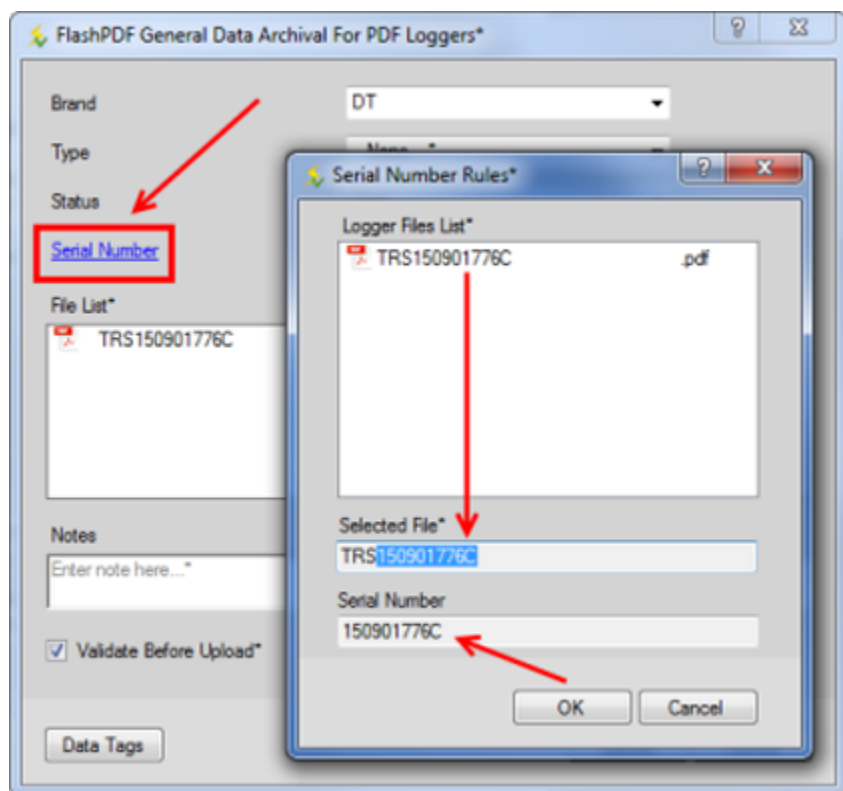 FlashPDF General Data Archival For PDF Loggers*
Brand
DT
Type
Status
Serial Number
File List*
TRS150901776C
Notes
Enter note here...*
Validate Before Upload*
Data Tags
Serial Number Rules*
Logger Files List*
TRS150901776C .pdf
Selected File*
TRS150901776C
Serial Number
150901776C
OK Cancel